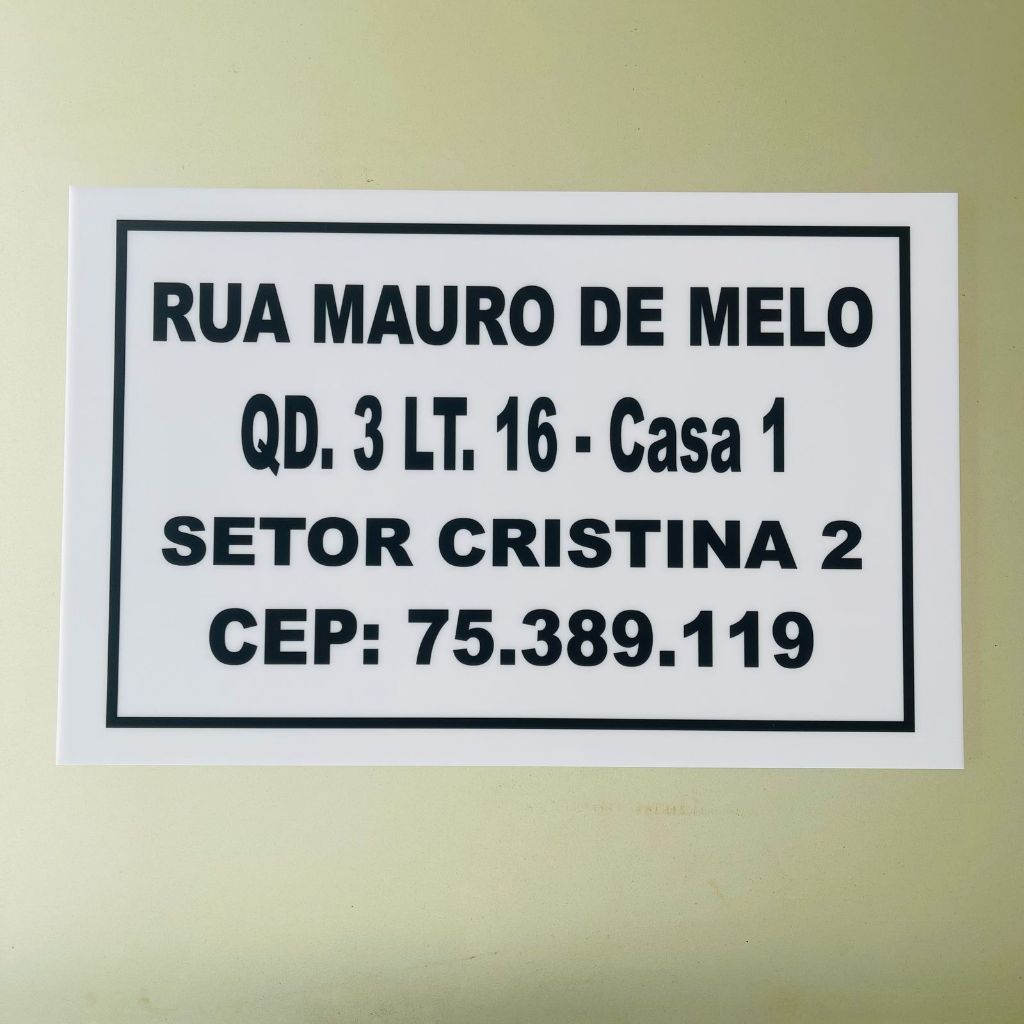 RUA MAURO DE MELO
QD. 3 LT. 16 - Casa 1
SETOR CRISTINA 2
CEP: 75.389.119